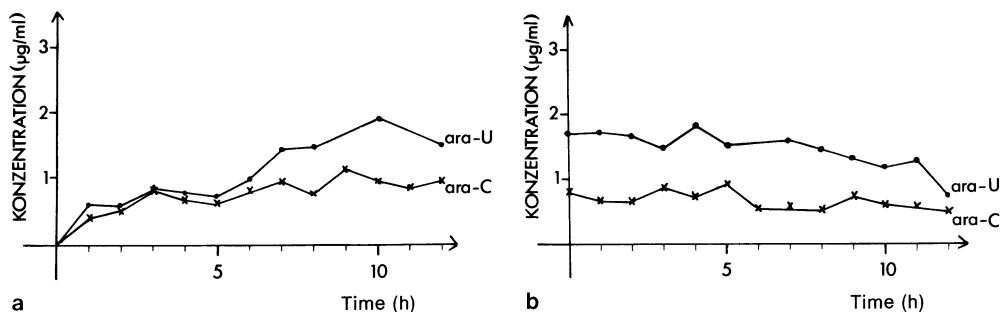 KONZENTRATION (µg/ml)
3
2
1
ara-U
ara-C
5
10
a
Time (h)
KONZENTRATION (µg/ml)
3
2
1
ara-U
ara-C
5
10
b
Time (h)